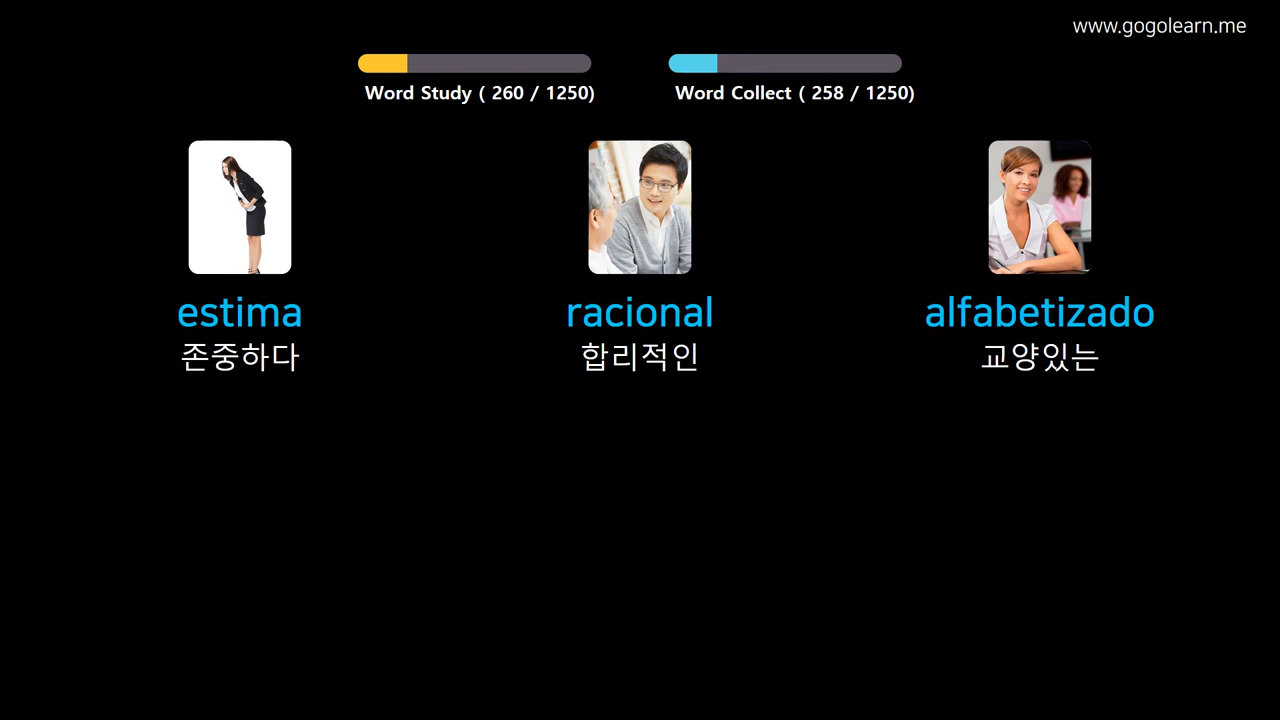 www.gogolearn.me
Word Study ( 260 / 1250)
Word Collect ( 258 / 1250)
estima
racional
alfabetizado
존중하다
합리적인
교양있는